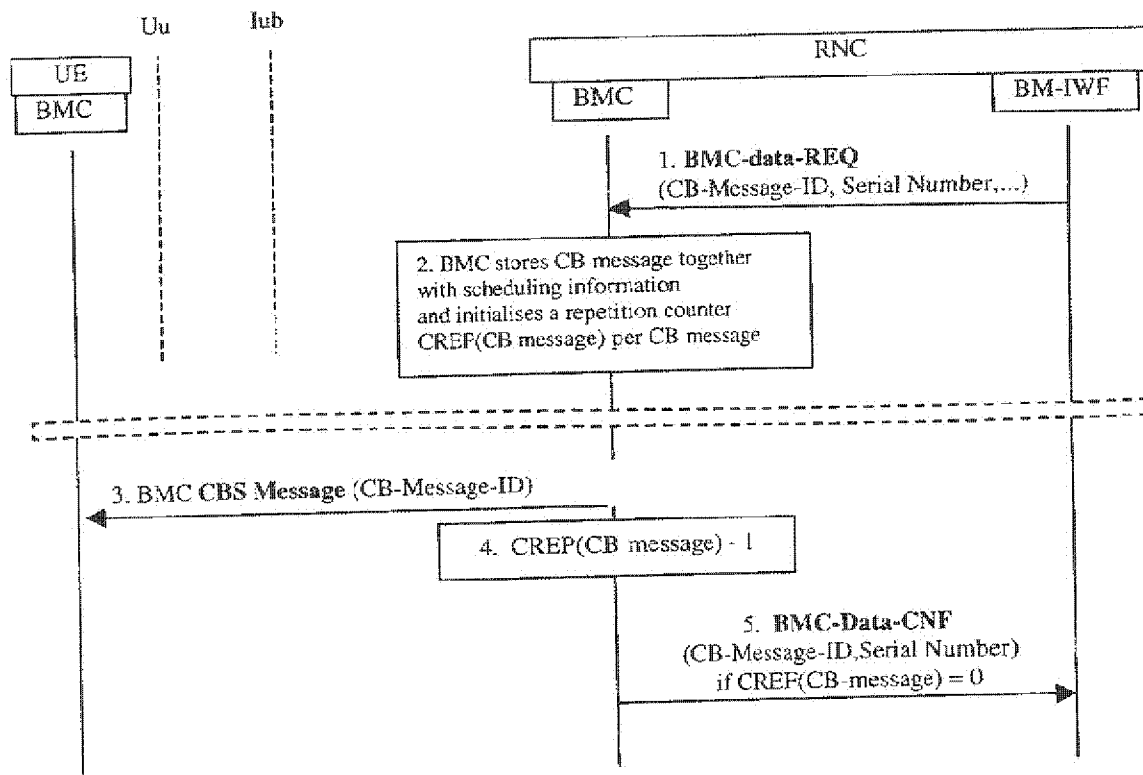 Uu
Iub
RNC
UE
BMC
BMC
BM-IWF
1. BMC-data-REQ
(CB-Message-ID, Serial Number,...)
2. BMC stores CB message together
with scheduling information
and initialises a repetition counter
CREF(CB message) per CB message
3. BMC CBS Message (CB-Message-ID)
4. CREP(CB message) - 1
5. BMC-Data-CNF
(CB-Message-ID,Serial Number)
if CREF(CB-message) = 0